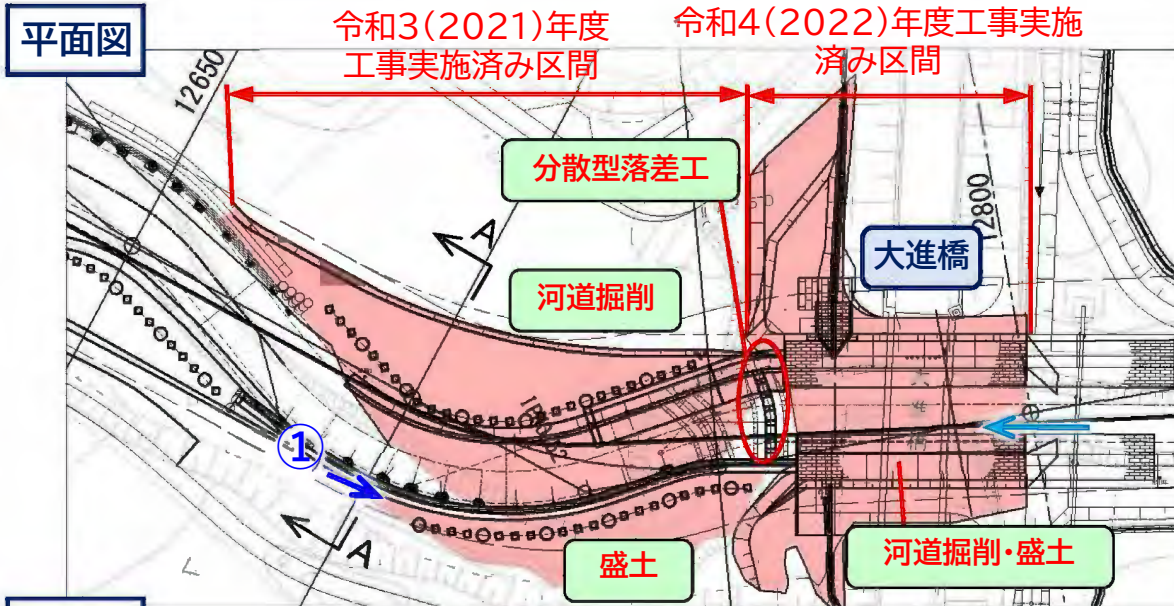 平面図
令和3(2021)年度
工事実施済み区間
令和4(2022)年度工事実施
済み区間
12650
分散型落差工
12800
A
大進橋
河道掘削
①
A
盛土
河道掘削・盛土